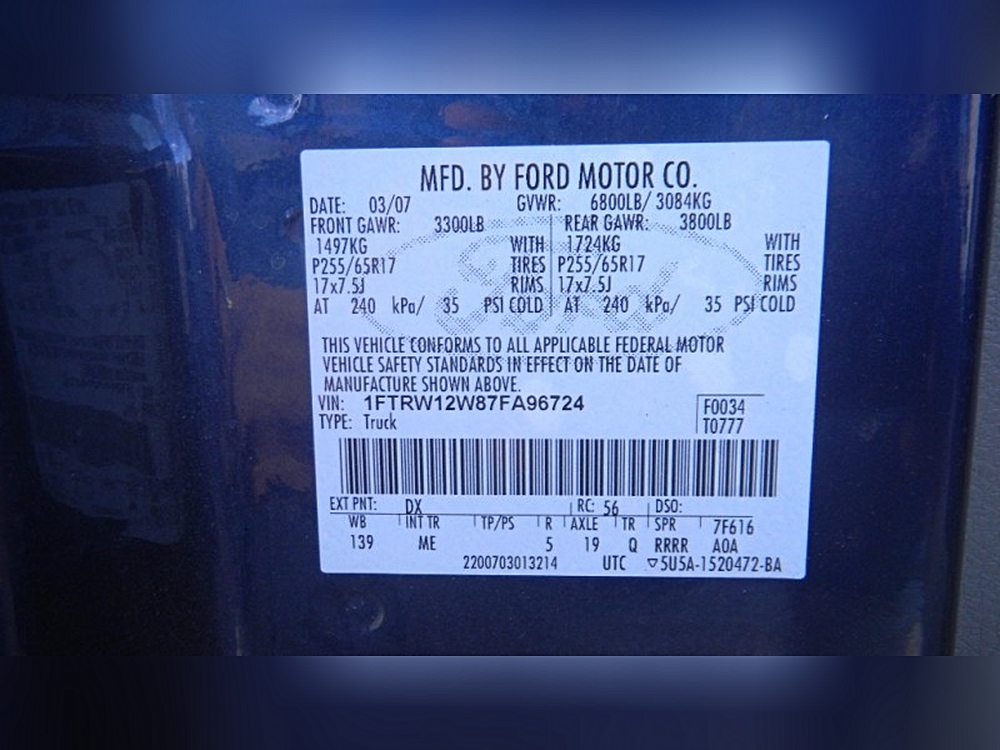 MFD. BY FORD MOTOR CO.
DATE: 03/07 GVWR: 6800LB/ 3084KG
FRONT GAWR: 3300LB REAR GAWR: 3800LB
1497KG WITH 1724KG WITH
P255/65R17 TIRES P255/65R17 TIRES
17x7.5J RIMS 17x7.5J RIMS
AT 240 kPa/ 35 PSI COLD AT 240 kPa/ 35 PSI COLD
THIS VEHICLE CONFORMS TO ALL APPLICABLE FEDERAL MOTOR
VEHICLE SAFETY STANDARDS IN EFFECT ON THE DATE OF
MANUFACTURE SHOWN ABOVE.
VIN: 1FTRW12W87FA96724 F0034
TYPE: Truck T0777
EXT PNT: DX RC: 56 DSO:
WB INT TR TP/PS R AXLE TR SPR 7F616
139 ME 5 19 Q RRRR A0A
2200703013214 UTC ▽5U5A-1520472-BA